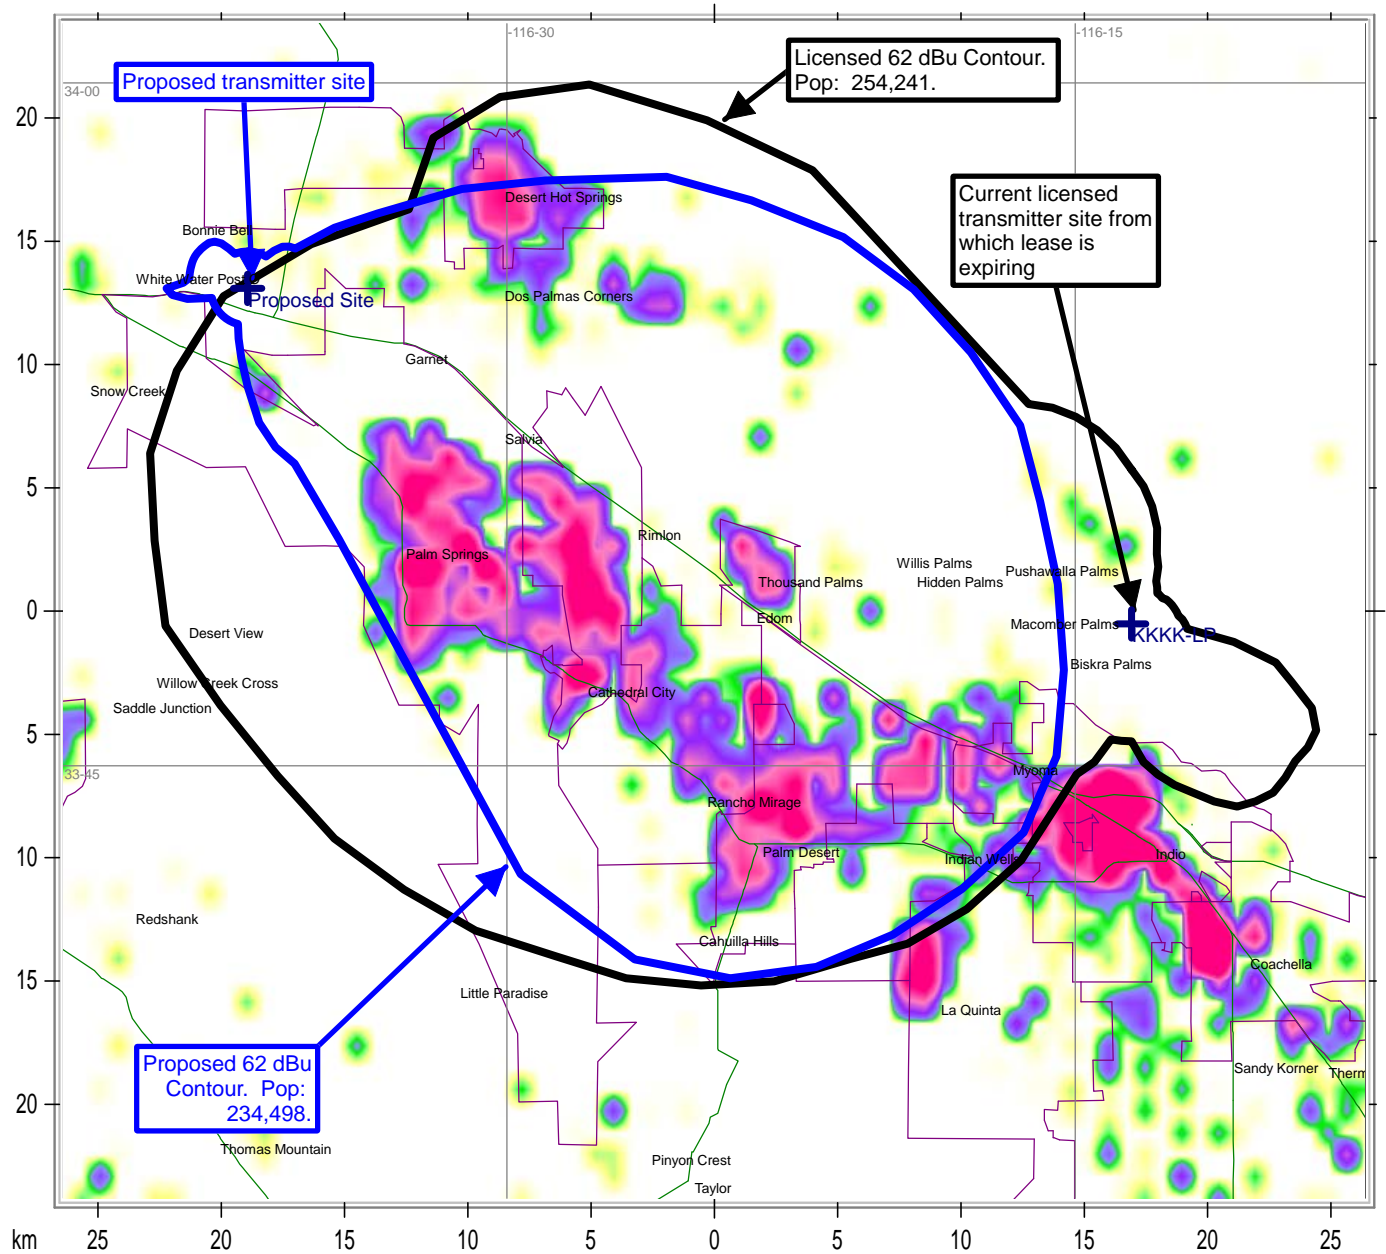 -116-30
-116-15
34-00
Proposed transmitter site
Licensed 62 dBu Contour.
Pop: 254,241.
20
Current licensed
transmitter site from
which lease is
expiring
Desert Hot Springs
Bonnie Bell
15
White Water Post O
Proposed Site
Dos Palmas Corners
10
Garnet
Snow Creek
Salvia
5
Rimlon
Palm Springs
Willis Palms
Thousand Palms
Hidden Palms
Pushawalla Palms
0
Edom
Macomber Palms
KKKK-LP
Desert View
Biskra Palms
Willow Creek Cross
Cathedral City
Saddle Junction
5
33-45
Myoma
Rancho Mirage
Palm Desert
Indian Wells
Indio
10
Redshank
Cahuilla Hills
Coachella
15
Little Paradise
La Quinta
Proposed 62 dBu
Contour. Pop:
234,498.
Sandy Korner
Therm
20
Thomas Mountain
Pinyon Crest
Taylor
km
25
20
15
10
5
0
5
10
15
20
25